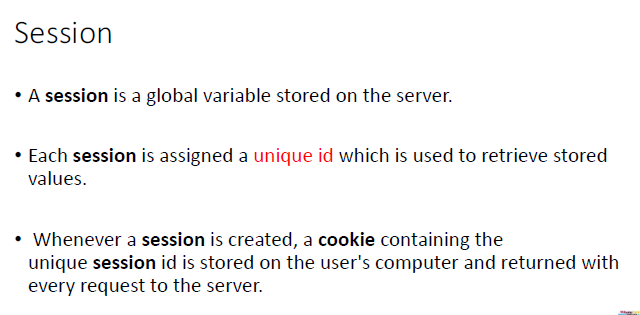 Session
• A session is a global variable stored on the server.
• Each session is assigned a unique id which is used to retrieve stored
values.
• Whenever a session is created, a cookie containing the
unique session id is stored on the user's computer and returned with
every request to the server.